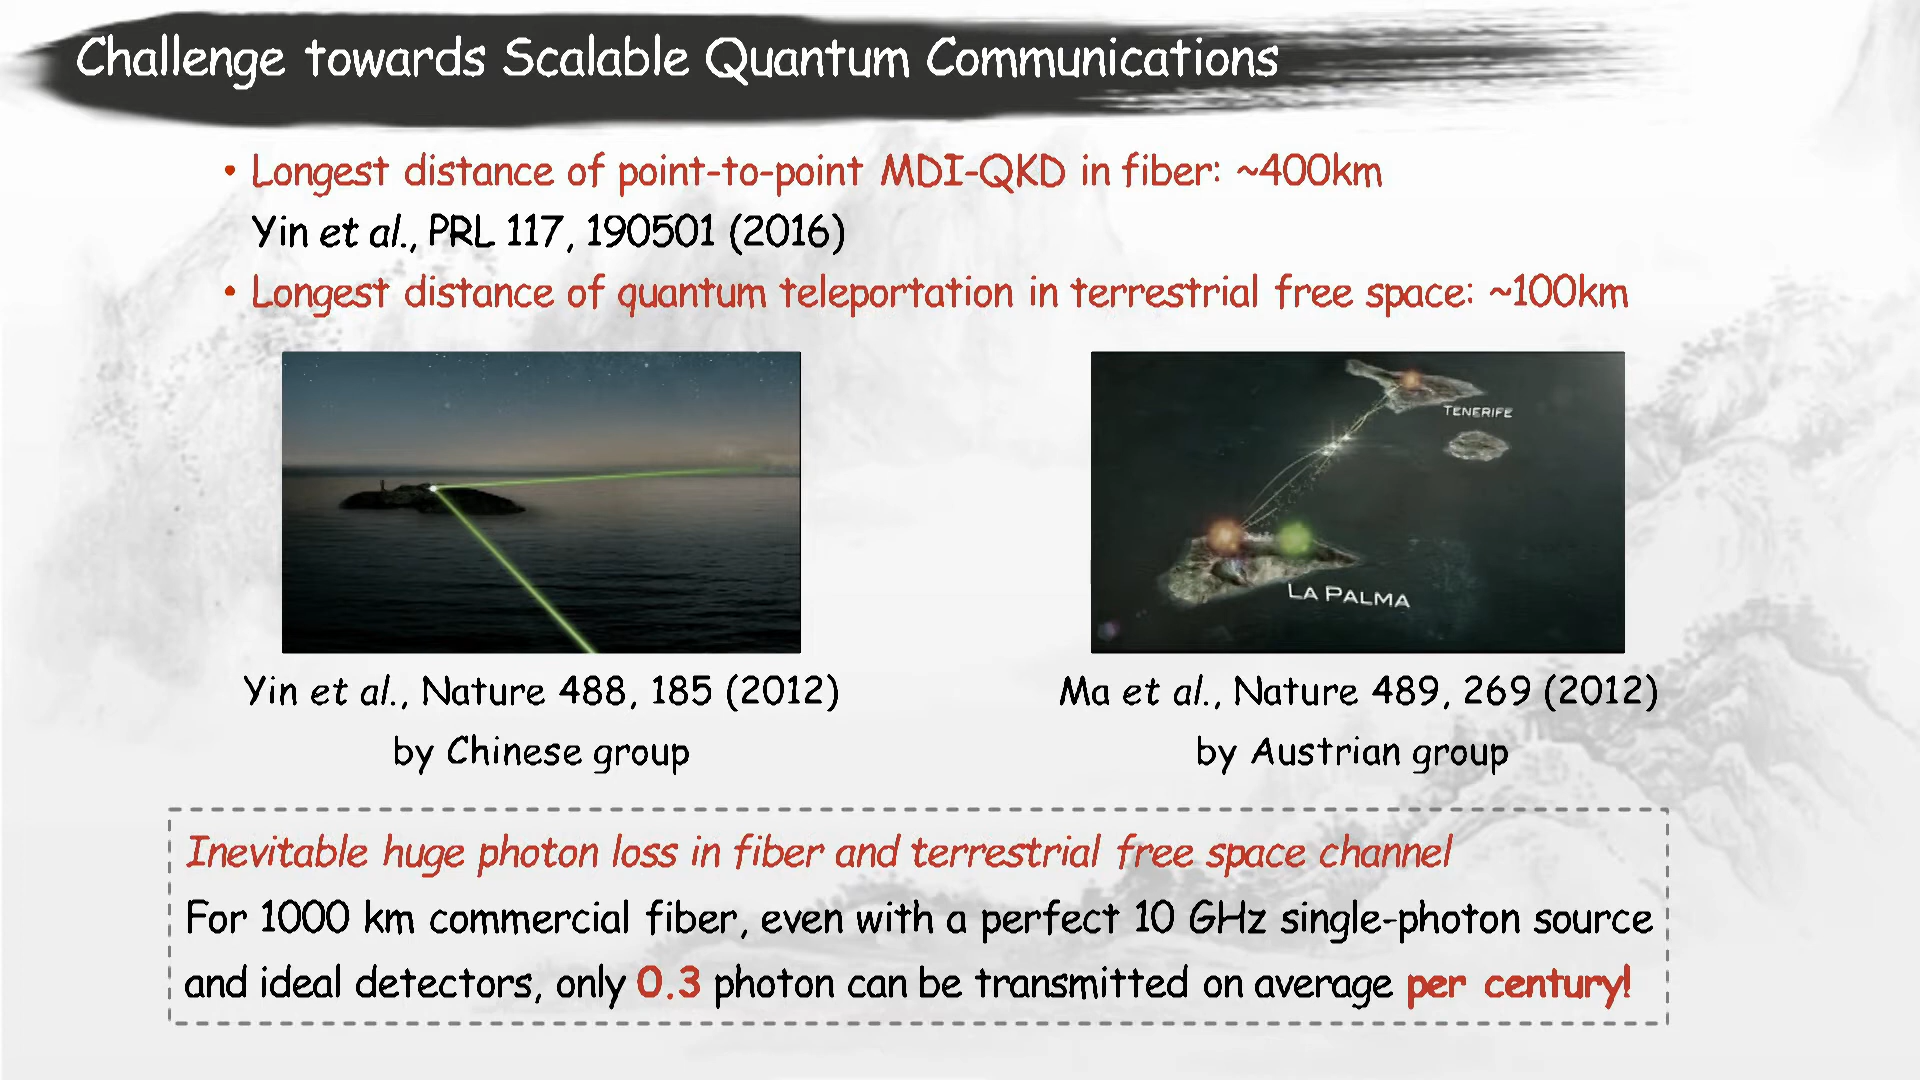 Challenge towards Scalable Quantum Communications
• Longest distance of point-to-point MDI-QKD in fiber: ~400km
Yin et al., PRL 117, 190501 (2016)
• Longest distance of quantum teleportation in terrestrial free space: ~100km
TENERIFE
LA PALMA
Yin et al., Nature 488, 185 (2012)
by Chinese group
Ma et al., Nature 489, 269 (2012)
by Austrian group
Inevitable huge photon loss in fiber and terrestrial free space channel
For 1000 km commercial fiber, even with a perfect 10 GHz single-photon source
and ideal detectors, only 0.3 photon can be transmitted on average per century!